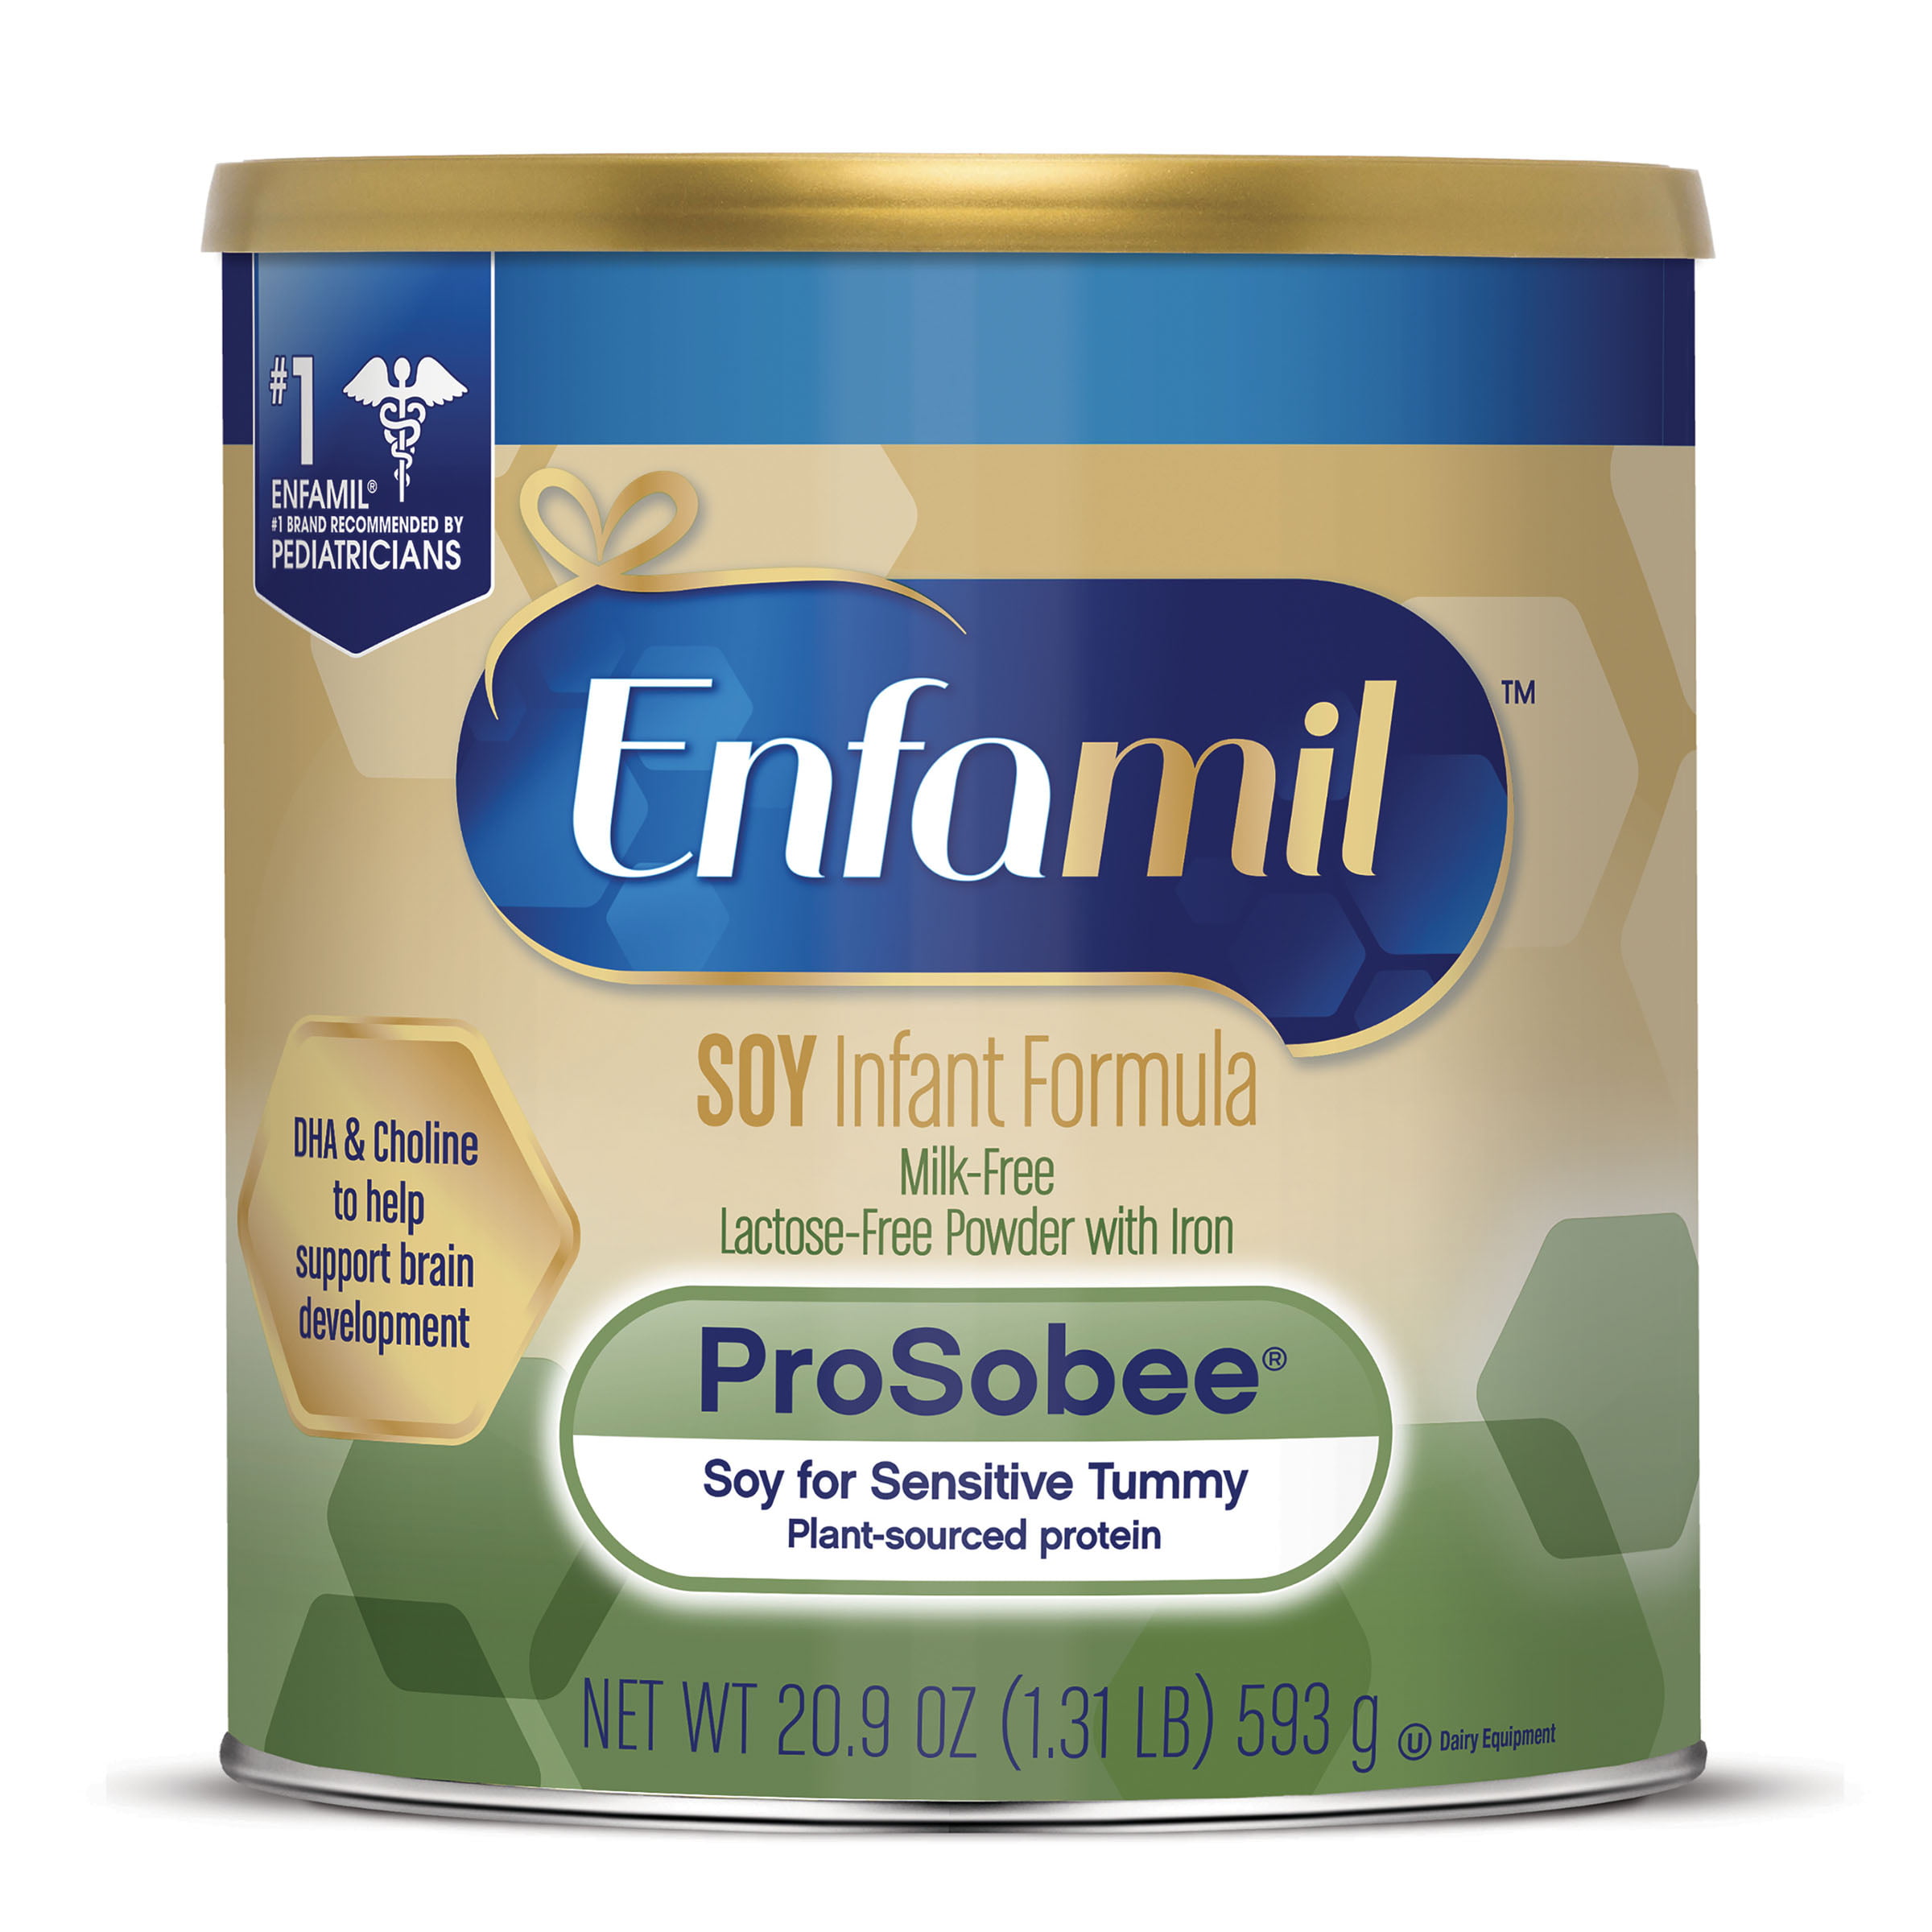 #1
ENFAMIL®
#1 BRAND RECOMMENDED BY
PEDIATRICIANS
Enfamil™
SOY Infant Formula
Milk-Free
Lactose-Free Powder with Iron
DHA & Choline
to help
support brain
development
ProSobee®
Soy for Sensitive Tummy
Plant-sourced protein
NET WT 20.9 OZ (1.31 LB) 593 g Ⓤ Dairy Equipment